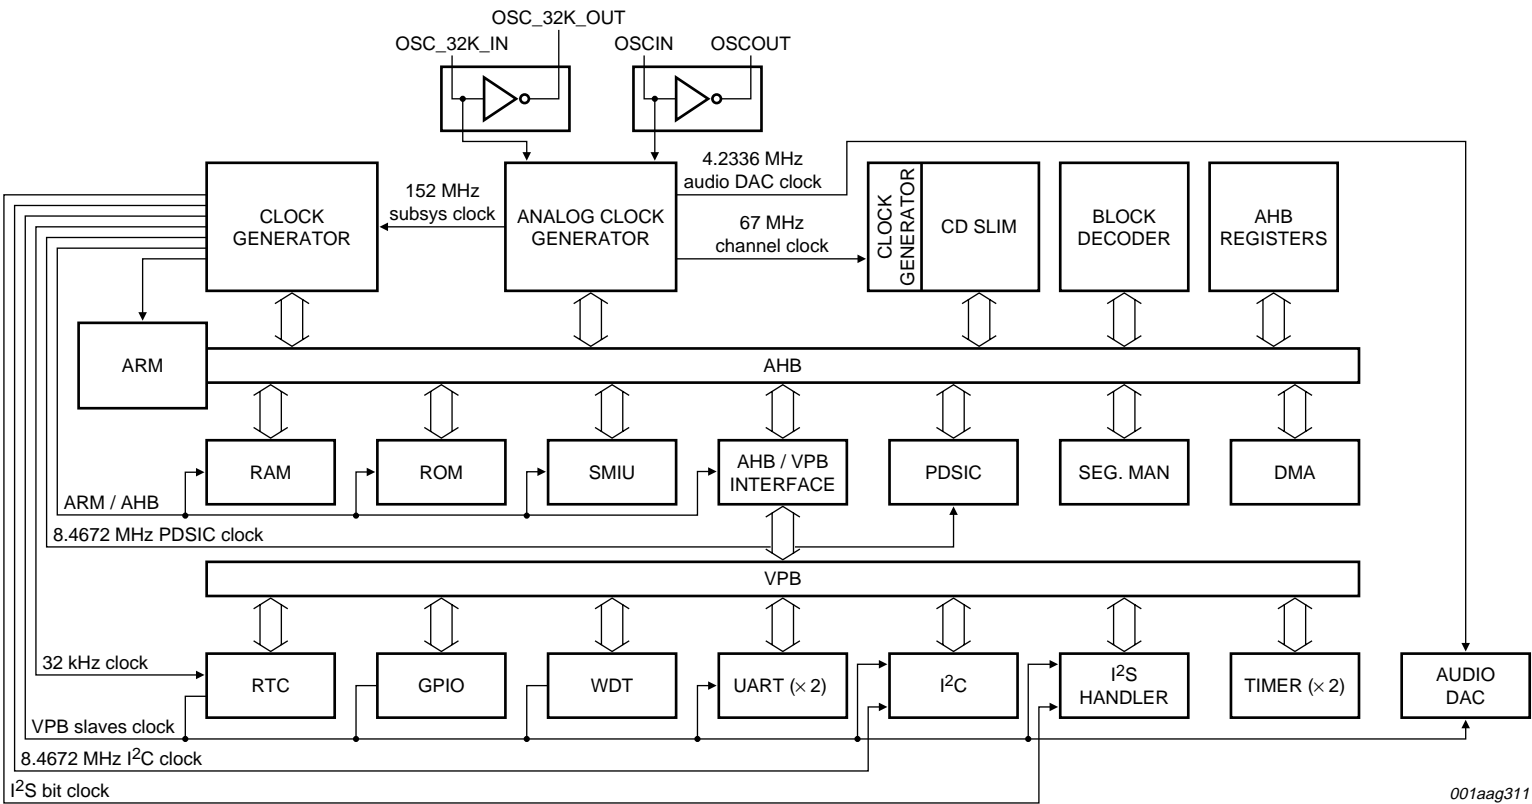 OSC_32K_OUT
OSC_32K_IN
OSCIN
OSCOUT
4.2336 MHz
audio DAC clock
152 MHz
subsys clock
67 MHz
channel clock
CLOCK
GENERATOR
ANALOG CLOCK
GENERATOR
CLOCK
GENERATOR
CD SLIM
BLOCK
DECODER
AHB
REGISTERS
ARM
AHB
RAM
ROM
SMIU
AHB / VPB
INTERFACE
PDSIC
SEG. MAN
DMA
ARM / AHB
8.4672 MHz PDSIC clock
VPB
32 kHz clock
RTC
GPIO
WDT
UART (× 2)
I2C
I2S
HANDLER
TIMER (× 2)
AUDIO
DAC
VPB slaves clock
8.4672 MHz I2C clock
I2S bit clock
001aag311